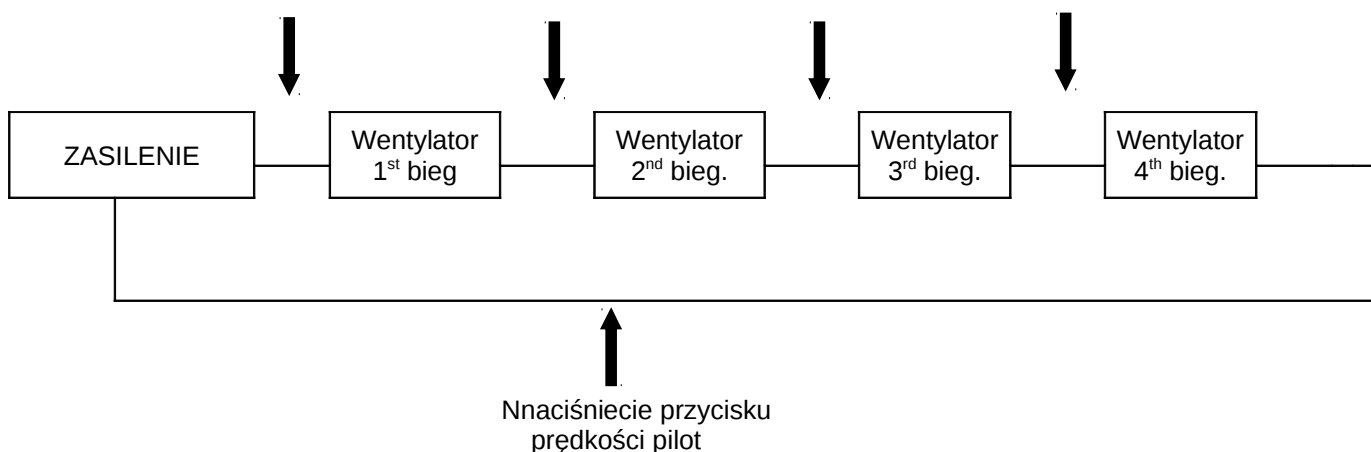 ZASILENIE
Wentylator
1st bieg
Wentylator
2nd bieg.
Wentylator
3rd bieg.
Wentylator
4th bieg.
Nnaciśniecie przycisku
prędkości pilot